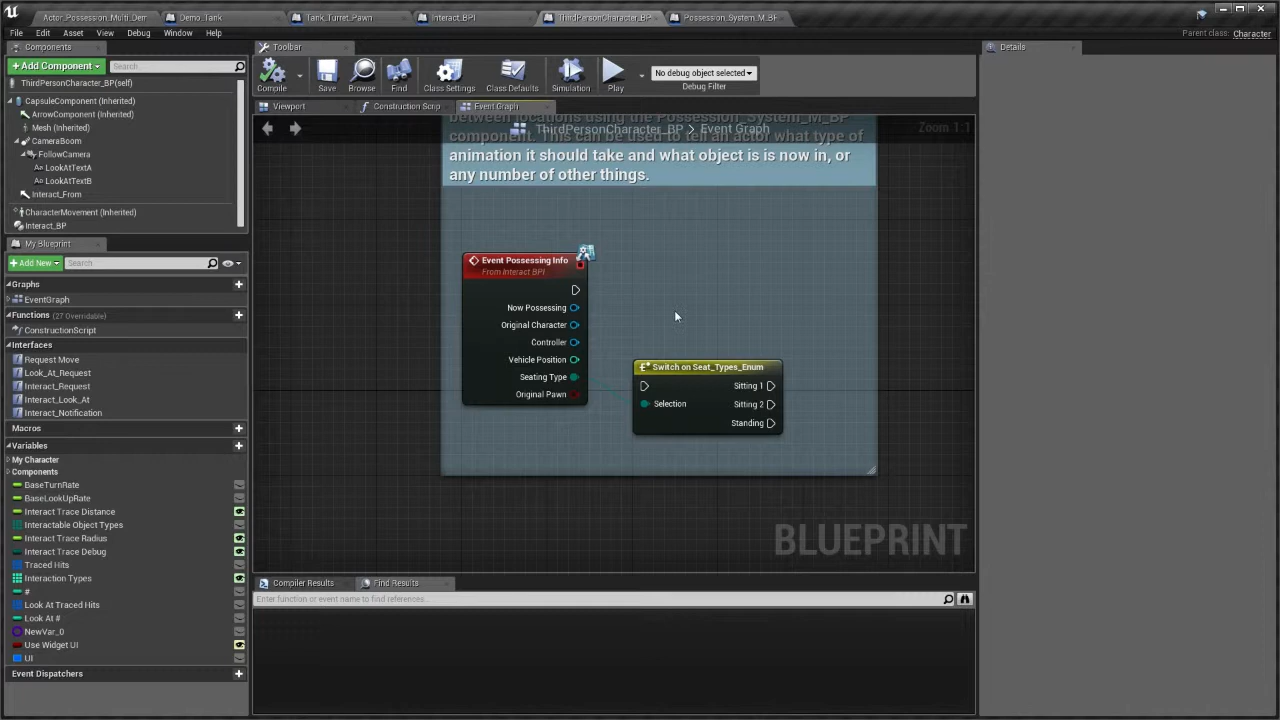 Actor_Possession_Multi_Dem
Demo_Tank
Tank_Turret_Pawn
Interact_BPI
ThirdPersonCharacter_BP
Possession_System_M_BP
File Edit Asset View Debug Window Help
Parent class: Character
Components
Toolbar
Details
+Add Component
Search
ThirdPersonCharacter_BP(self)
CapsuleComponent (Inherited)
ArrowComponent (Inherited)
Mesh (Inherited)
CameraBoom
FollowCamera
LookAtTextA
LookAtTextB
Interact_From
CharacterMovement (Inherited)
Interact_BP
Compile
Save
Browse
Find
Class Settings
Class Defaults
Simulation
Play
No debug object selected
Debug Filter
Viewport
Construction Scrip
Event Graph
ThirdPersonCharacter_BP > Event Graph
Zoom 1:1
between locations using the Possession_System_M_BP
component. This can be used to tell an actor what type of
animation it should take and what object is is now in, or
any number of other things.
Event Possessing Info
From Interact BPI
Now Possessing
Original Character
Controller
Vehicle Position
Seating Type
Original Pawn
Switch on Seat_Types_Enum
Selection
Sitting 1
Sitting 2
Standing
BLUEPRINT
My Blueprint
+Add New
Search
Graphs
EventGraph
Functions (27 Overridable)
ConstructionScript
Interfaces
Request Move
Look_At_Request
Interact_Request
Interact_Look_At
Interact_Notification
Macros
Variables
My Character
Components
BaseTurnRate
BaseLookUpRate
Interact Trace Distance
Interactable Object Types
Interact Trace Radius
Interact Trace Debug
Traced Hits
Interaction Types
#
Look At Traced Hits
Look At #
NewVar_0
Use Widget UI
UI
Event Dispatchers
Compiler Results
Find Results
Enter function or event name to find references...